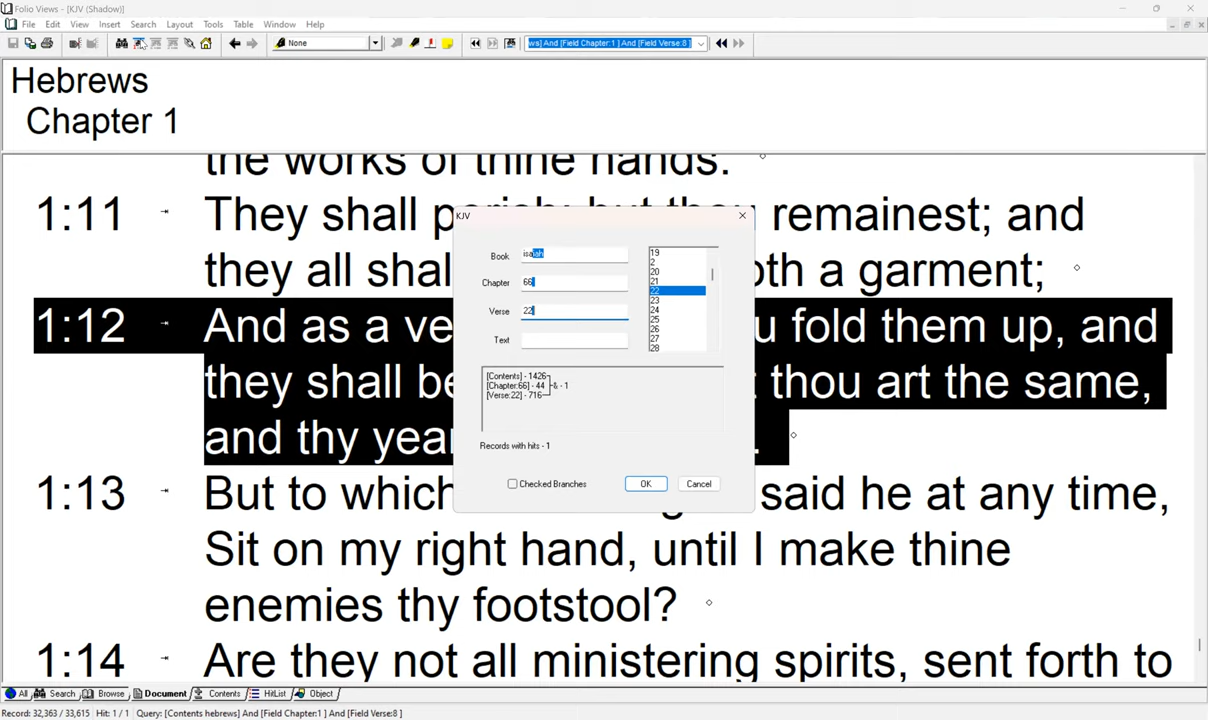 Folio Views - [KJV (Shadow)]
File Edit View Insert Search Layout Tools Table Window Help
None
ws] And [Field Chapter:1 ] And [Field Verse:8 ]
Hebrews
Chapter 1
the works of thine hands.
1:11 They shall perish; but thou remainest; and
they all shal oth a garment;
1:12 And as a ve u fold them up, and
they shall be t thou art the same,
and thy year
1:13 But to which said he at any time,
Sit on my right hand, until I make thine
enemies thy footstool?
1:14 Are they not all ministering spirits, sent forth to
KJV
Book isaiah
Chapter 66
Verse 22
Text
19
2
20
21
22
23
24
25
26
27
28
[Contents] - 1426
[Chapter:66] - 44 & - 1
[Verse:22] - 716
Records with hits - 1
Checked Branches OK Cancel
All Search Browse Document Contents HitList Object
Record: 32,363 / 33,615 Hit: 1 / 1 Query: [Contents hebrews] And [Field Chapter:1 ] And [Field Verse:8 ]